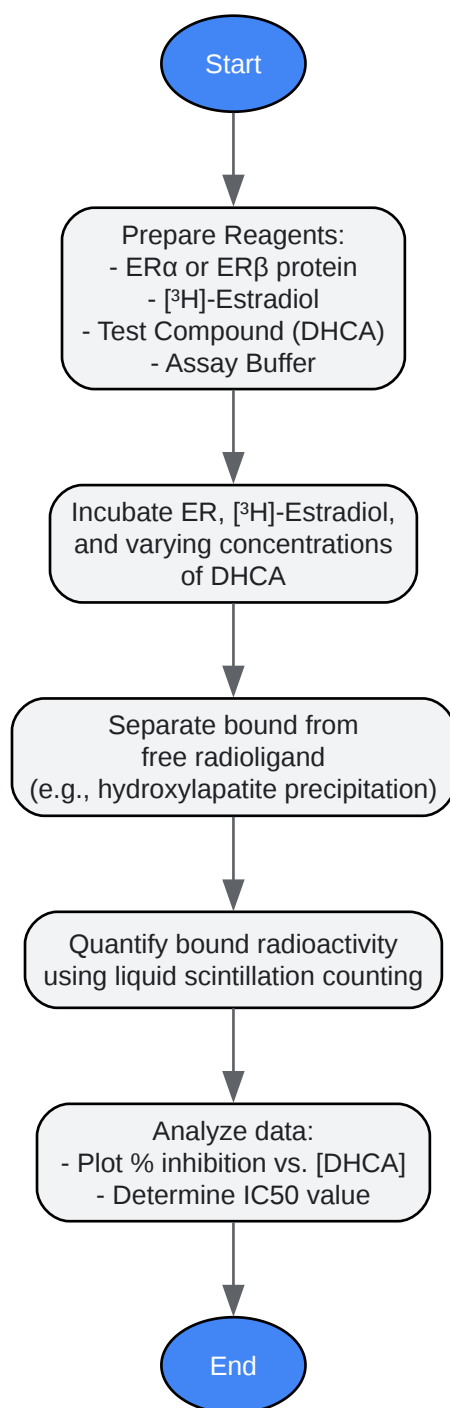 Start
Prepare Reagents:
- ERα or ERβ protein
- [³H]-Estradiol
- Test Compound (DHCA)
- Assay Buffer
Incubate ER, [³H]-Estradiol,
and varying concentrations
of DHCA
Separate bound from
free radioligand
(e.g., hydroxylapatite precipitation)
Quantify bound radioactivity
using liquid scintillation counting
Analyze data:
- Plot % inhibition vs. [DHCA]
- Determine IC50 value
End